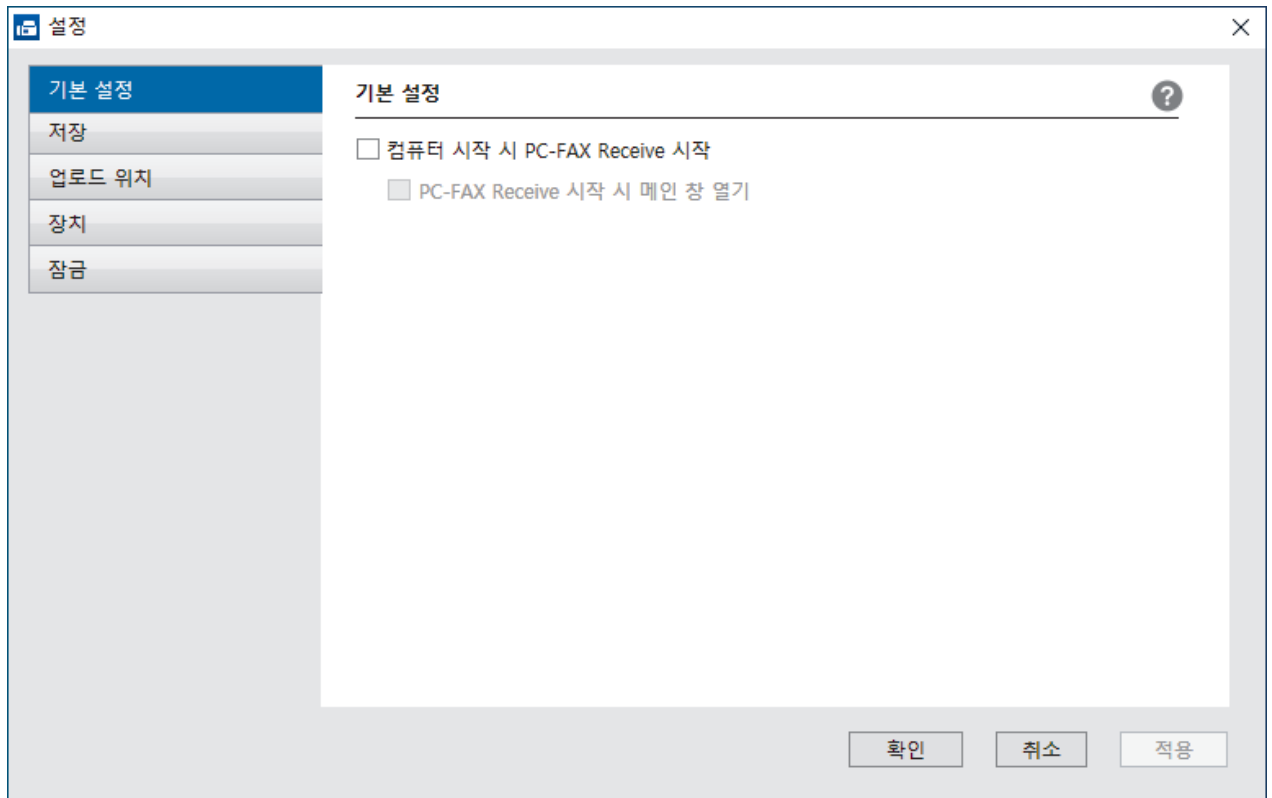 설정
기본 설정
저장
업로드 위치
장치
잠금
기본 설정
?
컴퓨터 시작 시 PC-FAX Receive 시작
PC-FAX Receive 시작 시 메인 창 열기
확인
취소
적용